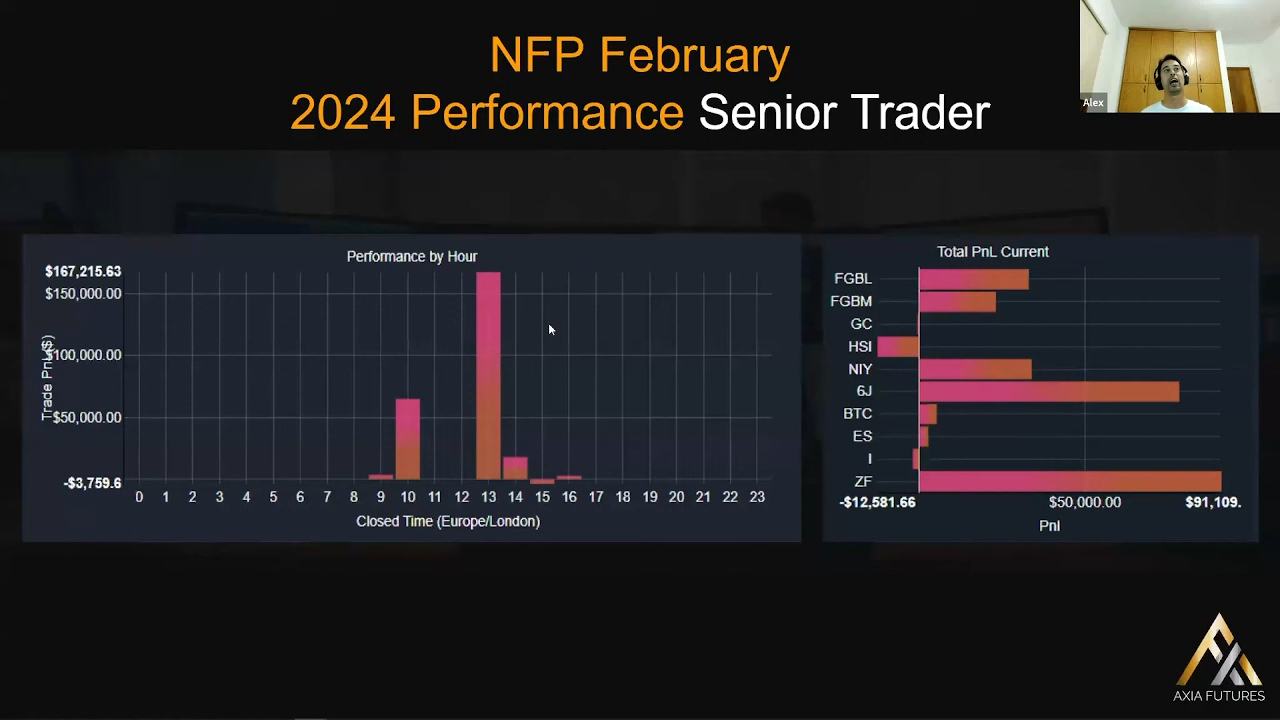 NFP February
2024 Performance Senior Trader
Alex
Performance by Hour
$167,215.63
$150,000.00
$100,000.00
$50,000.00
-$3,759.6
Trade PnL ($)
0 1 2 3 4 5 6 7 8 9 10 11 12 13 14 15 16 17 18 19 20 21 22 23
Closed Time (Europe/London)
Total PnL Current
FGBL
FGBM
GC
HSI
NIY
6J
BTC
ES
I
ZF
-$12,581.66 $50,000.00 $91,109.
Pnl
AXIA FUTURES